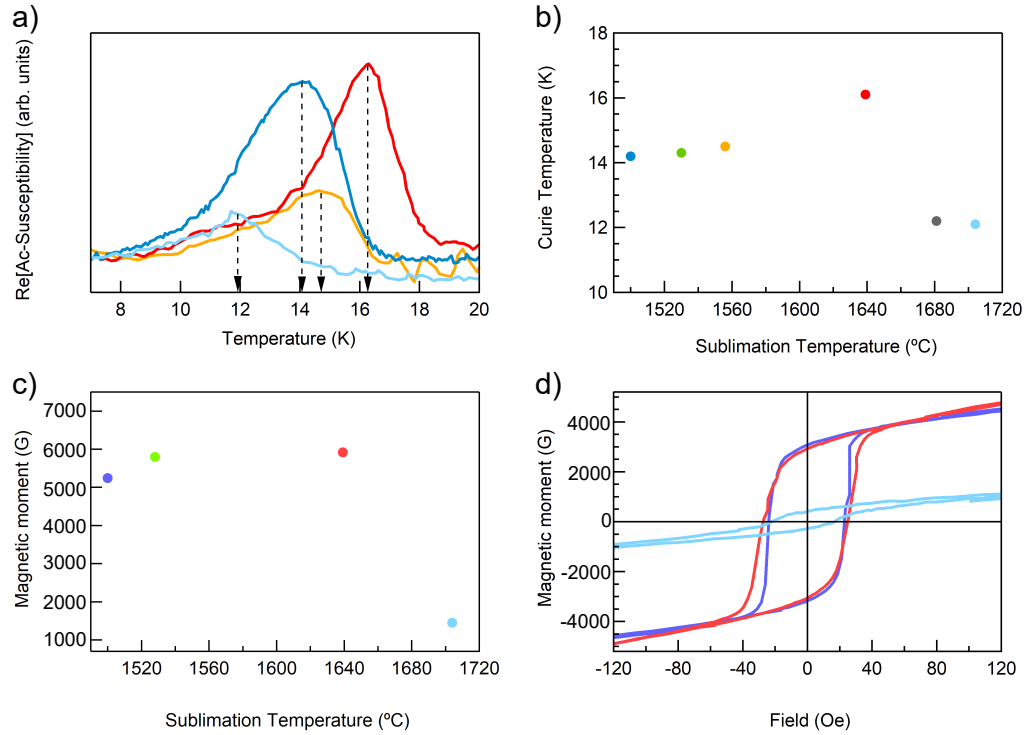 a)
Re[Ac-Susceptibility] (arb. units)
8 10 12 14 16 18 20
Temperature (K)
b)
Curie Temperature (K)
18
16
14
12
10
1520 1560 1600 1640 1680 1720
Sublimation Temperature (ºC)
c)
Magnetic moment (G)
7000
6000
5000
4000
3000
2000
1000
1520 1560 1600 1640 1680 1720
Sublimation Temperature (ºC)
d)
Magnetic moment (G)
4000
2000
0
-2000
-4000
-120 -80 -40 0 40 80 120
Field (Oe)